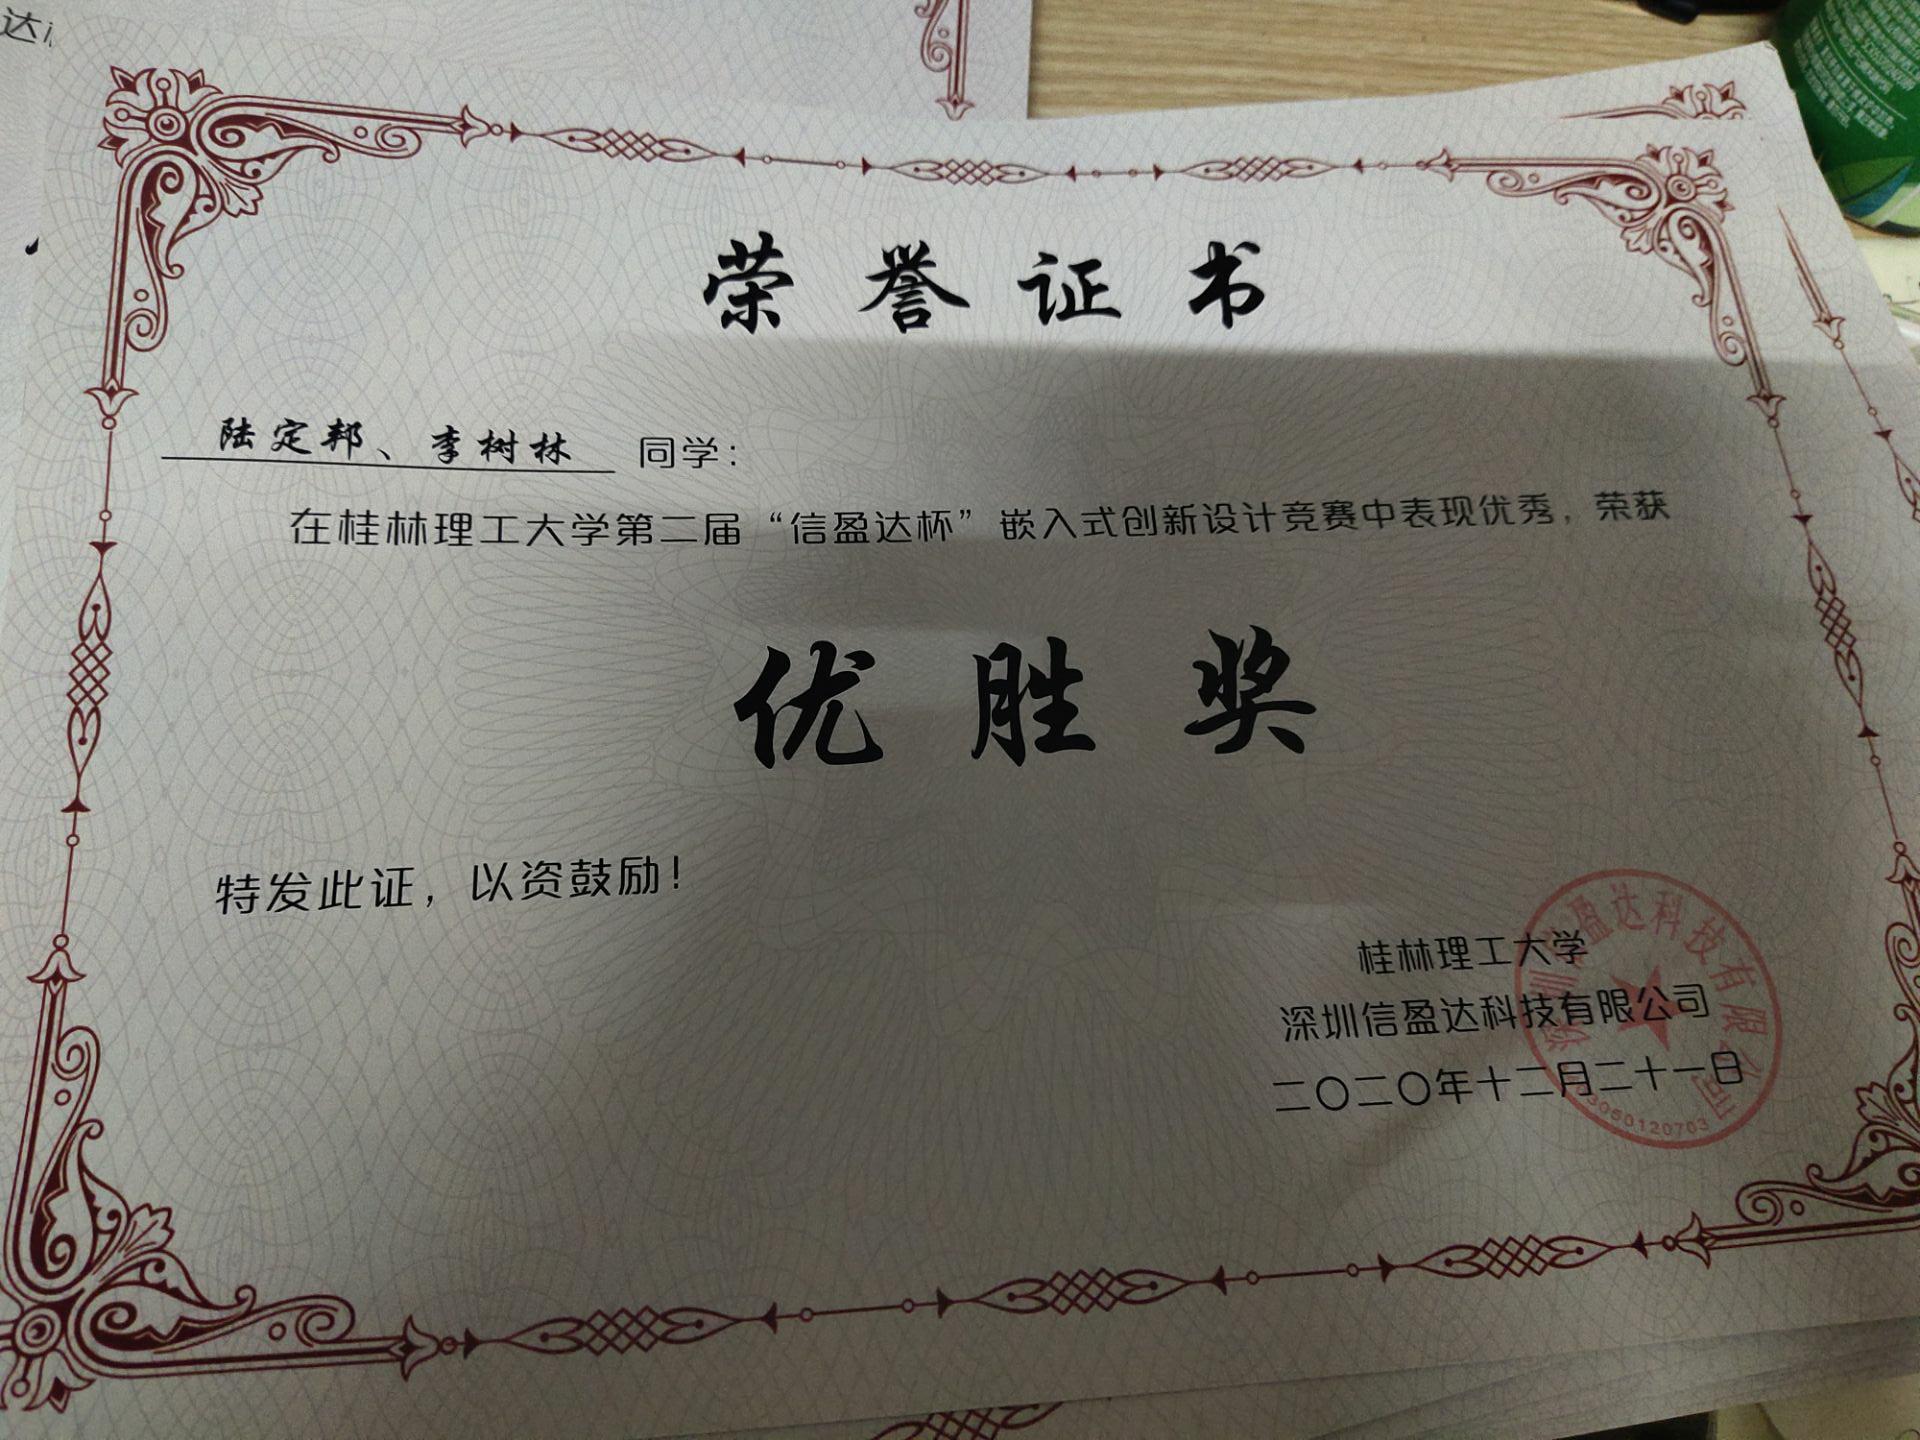 荣誉证书
陆定邦、李树林 同学：
在桂林理工大学第二届“信盈达杯”嵌入式创新设计竞赛中表现优秀，荣获
优胜奖
特发此证，以资鼓励！
桂林理工大学
深圳信盈达科技有限公司
二〇二〇年十二月二十一日
达科技有限公司